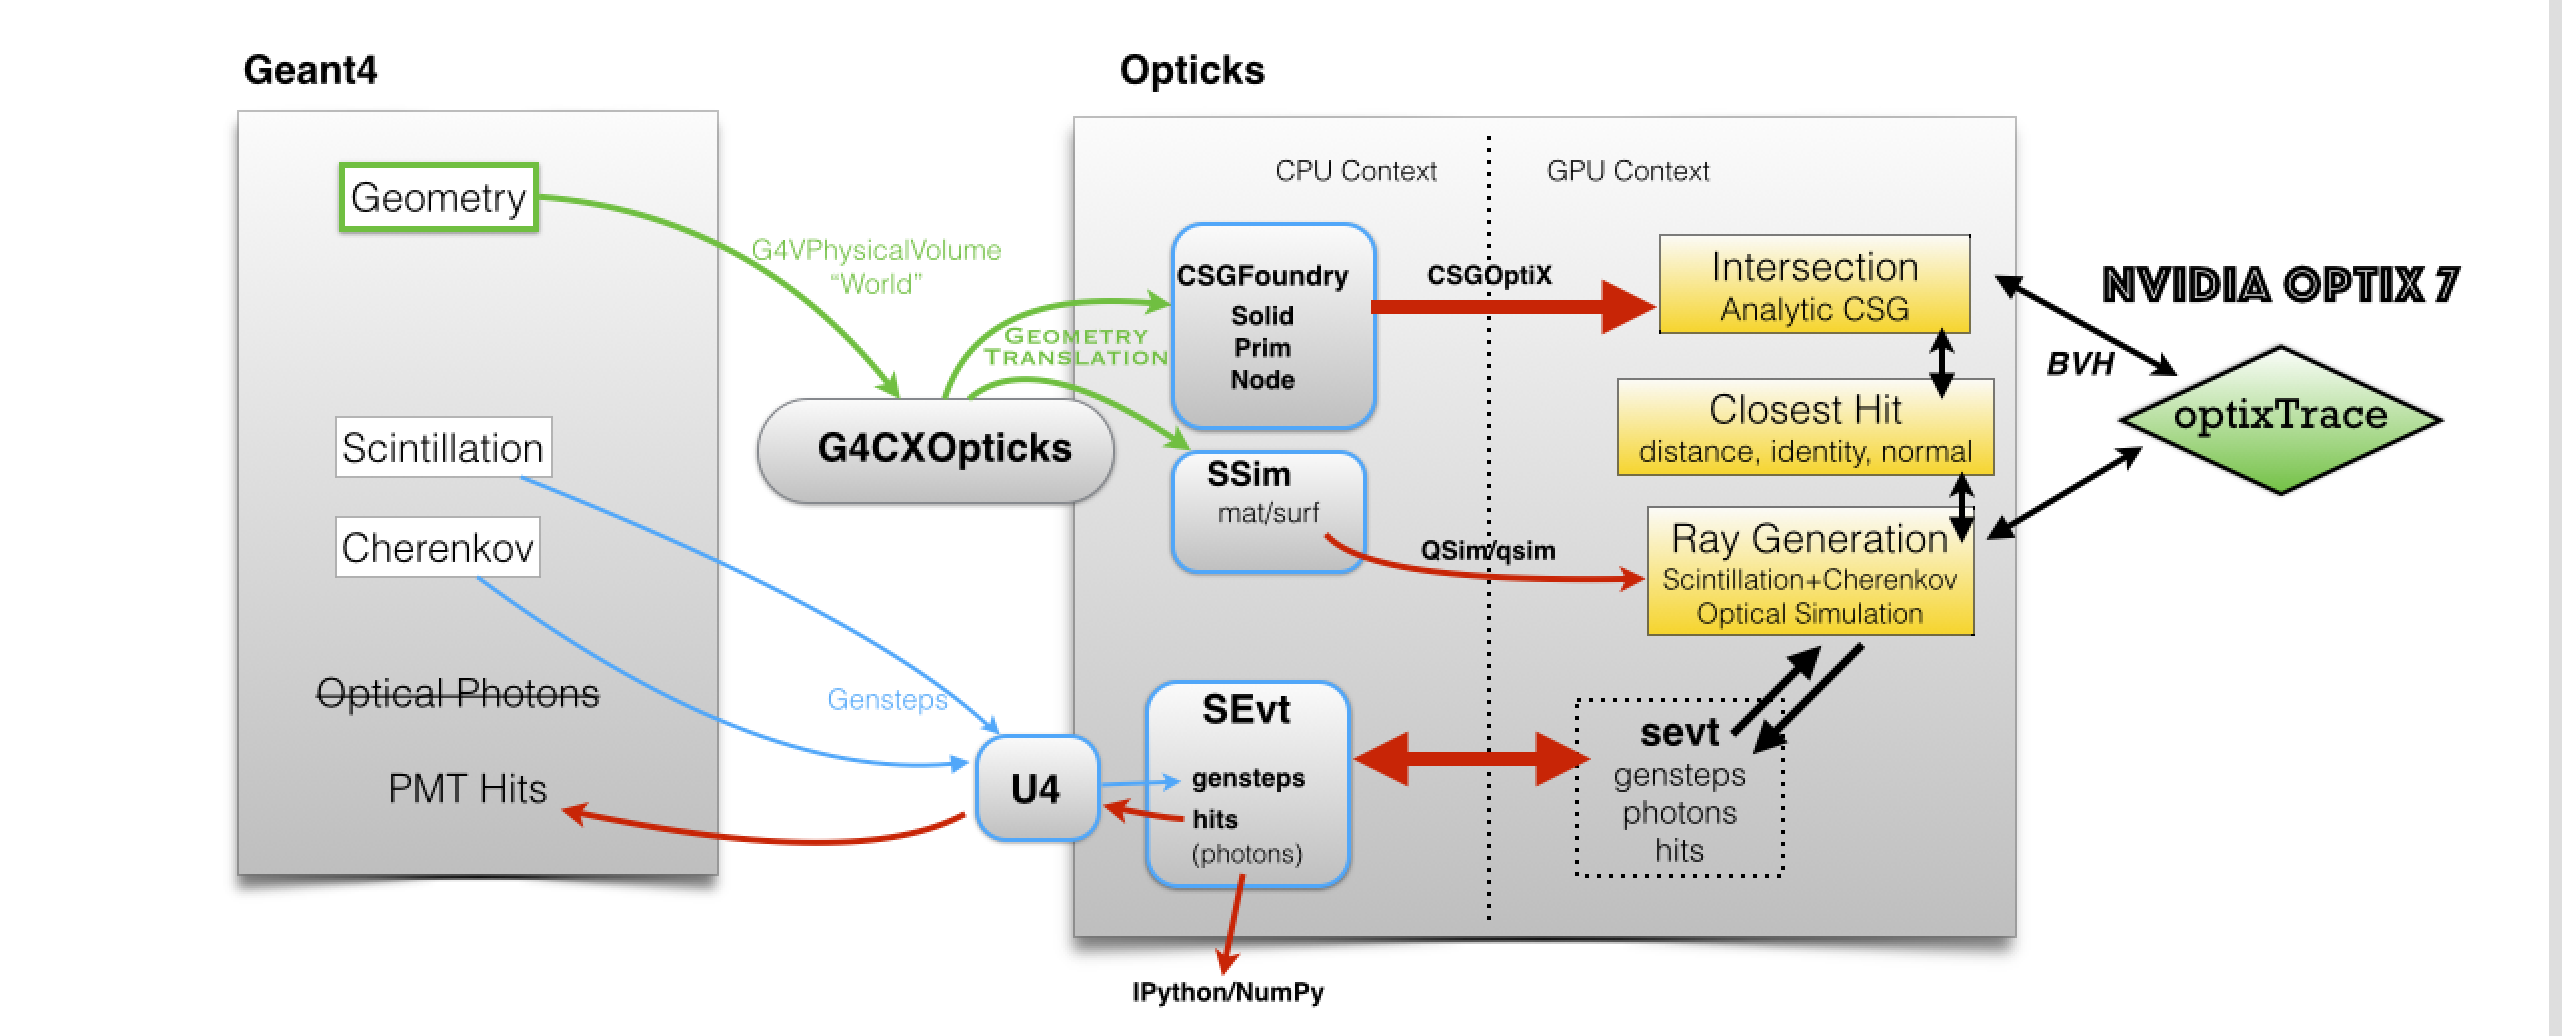 Geant4
Geometry
Scintillation
Cherenkov
Optical Photons
PMT Hits
G4VPhysicalVolume
“World”
GEOMETRY
TRANSLATION
G4CXOpticks
Gensteps
U4
Opticks
CPU Context
GPU Context
CSGFoundry
Solid
Prim
Node
CSGOptiX
SSim
mat/surf
QSim/qsim
SEvt
gensteps
hits
(photons)
IPython/NumPy
Intersection
Analytic CSG
Closest Hit
distance, identity, normal
Ray Generation
Scintillation+Cherenkov
Optical Simulation
sevt
gensteps
photons
hits
NVIDIA OPTIX 7
BVH
optixTrace